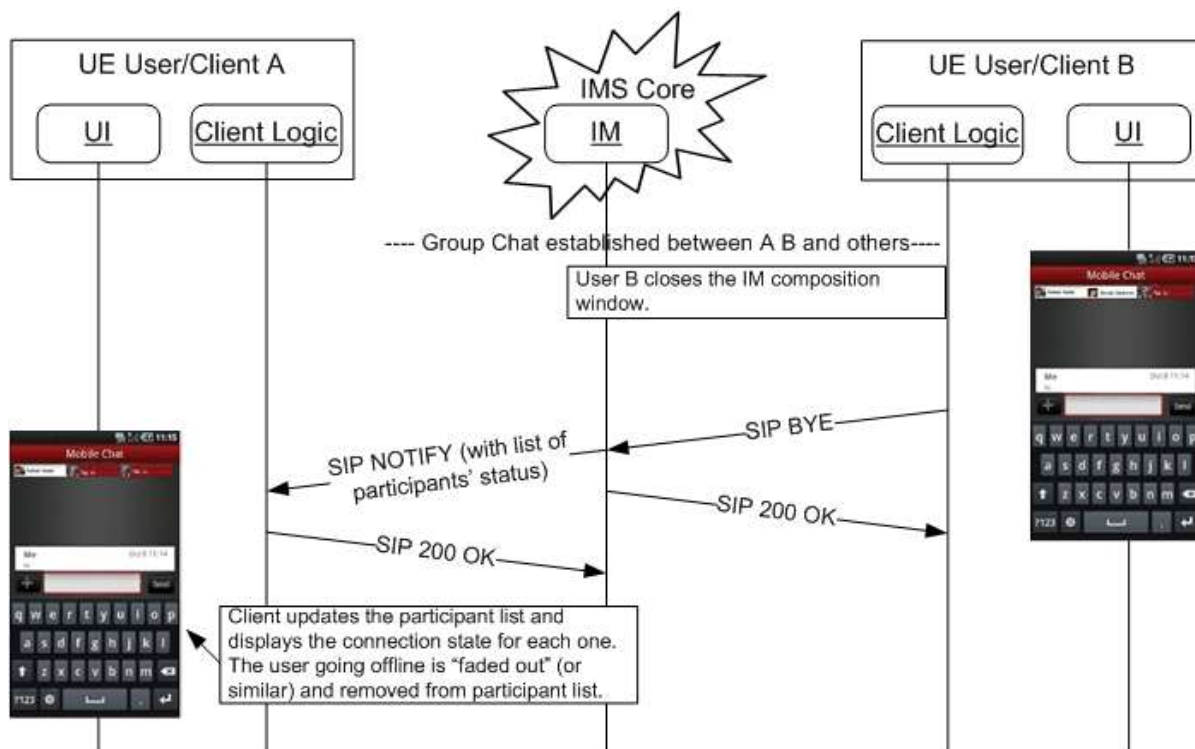 UE User/Client A
UI
Client Logic
IMS Core
IM
UE User/Client B
Client Logic
UI
---- Group Chat established between A B and others----
User B closes the IM composition
window.
Mobile Chat
Me
Send
q w e r t y u i o p
a s d f g h j k l
z x c v b n m
?123
SIP BYE
SIP NOTIFY (with list of
participants' status)
SIP 200 OK
SIP 200 OK
11:15
Mobile Chat
Me
Send
q w e r t y u i o p
a s d f g h j k l
z x c v b n m
?123
Client updates the participant list and
displays the connection state for each one.
The user going offline is “faded out” (or
similar) and removed from participant list.